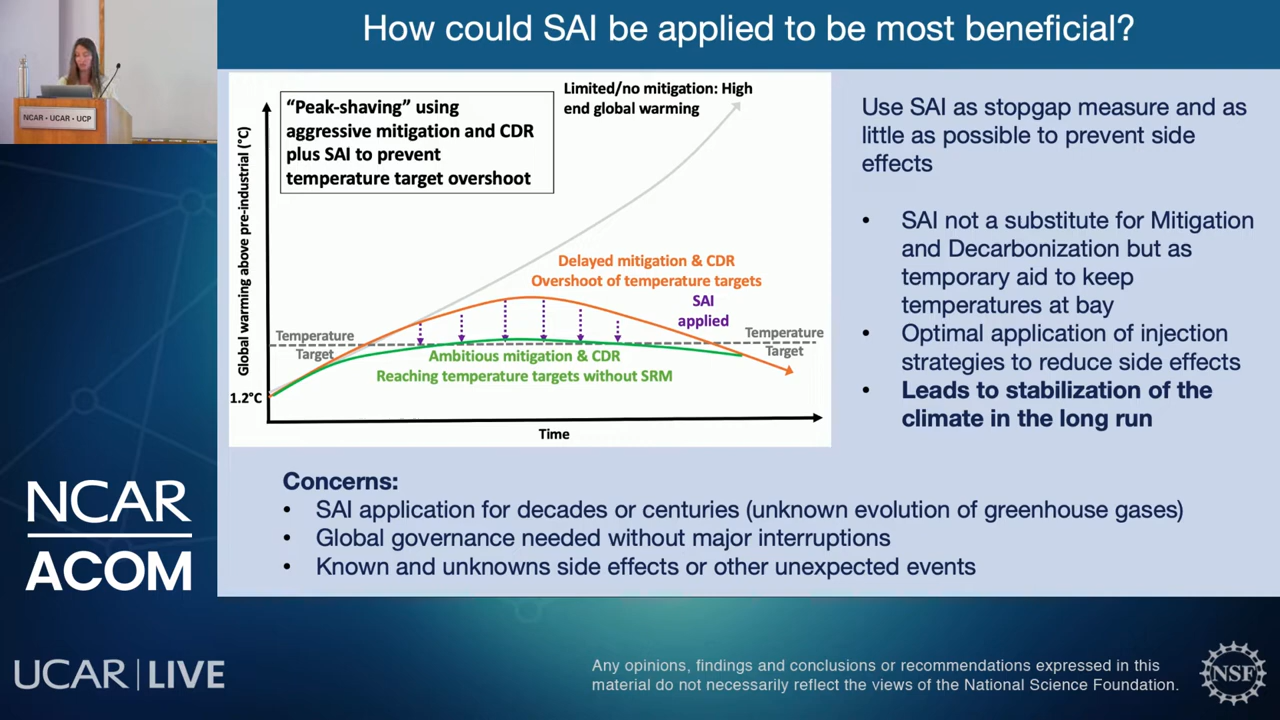 How could SAI be applied to be most beneficial?
NCAR • UCAR • UCP
Limited/no mitigation: High
end global warming
“Peak-shaving” using
aggressive mitigation and CDR
plus SAI to prevent
temperature target overshoot
Global warming above pre-industrial (°C)
Delayed mitigation & CDR
Overshoot of temperature targets
SAI
applied
Temperature
Target
Temperature
Target
Ambitious mitigation & CDR
Reaching temperature targets without SRM
1.2°C
Time
Use SAI as stopgap measure and as
little as possible to prevent side
effects
• SAI not a substitute for Mitigation
and Decarbonization but as
temporary aid to keep
temperatures at bay
• Optimal application of injection
strategies to reduce side effects
• Leads to stabilization of the
climate in the long run
Concerns:
• SAI application for decades or centuries (unknown evolution of greenhouse gases)
• Global governance needed without major interruptions
• Known and unknowns side effects or other unexpected events
NCAR
ACOM
UCAR | LIVE
Any opinions, findings and conclusions or recommendations expressed in this
material do not necessarily reflect the views of the National Science Foundation.
NSF